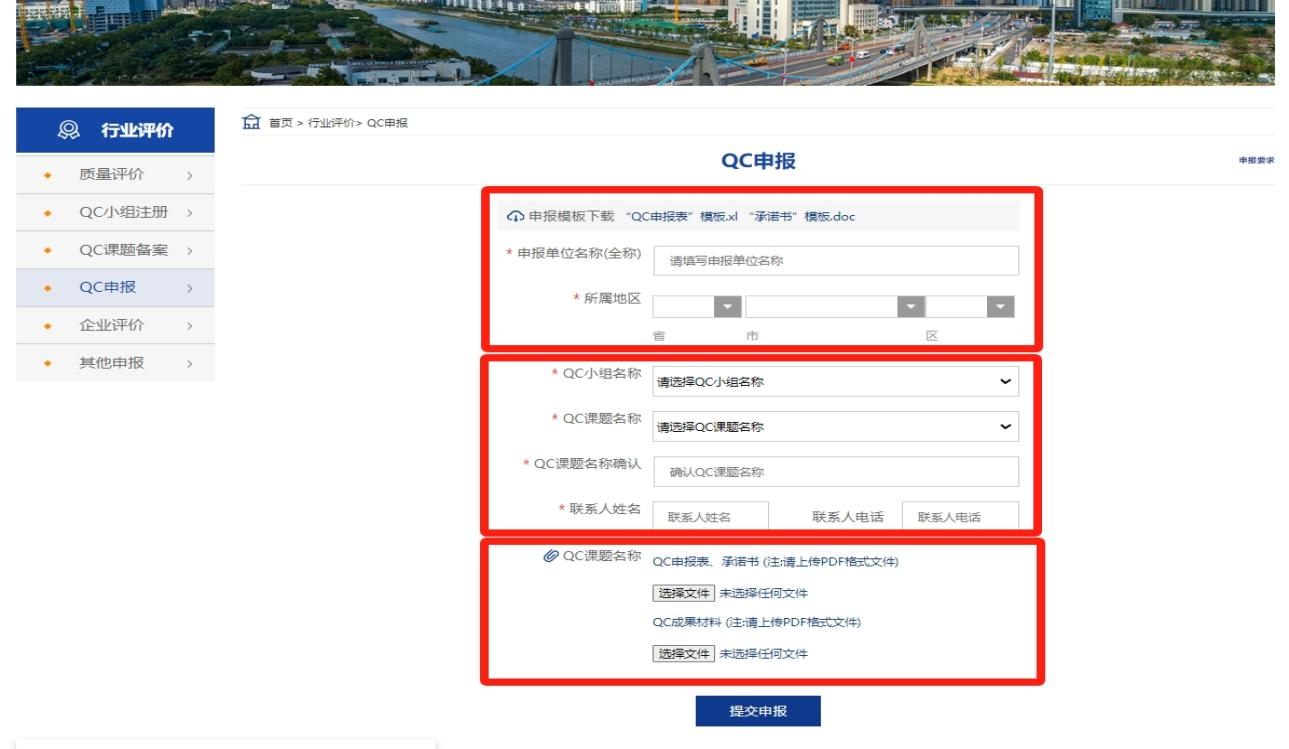 行业评价
质量评价 >
QC小组注册 >
QC课题备案 >
QC申报 >
企业评价 >
其他申报 >
首页 > 行业评价> QC申报
QC申报
申报要求
申报模板下载 “QC申报表”模板.xl “承诺书”模板.doc
* 申报单位名称(全称) 请填写申报单位名称
* 所属地区
省 市 区
* QC小组名称 请选择QC小组名称
* QC课题名称 请选择QC课题名称
* QC课题名称确认 确认QC课题名称
* 联系人姓名 联系人姓名 联系人电话 联系人电话
QC课题名称 QC申报表、承诺书 (注:请上传PDF格式文件)
选择文件 未选择任何文件
QC成果材料 (注:请上传PDF格式文件)
选择文件 未选择任何文件
提交申报